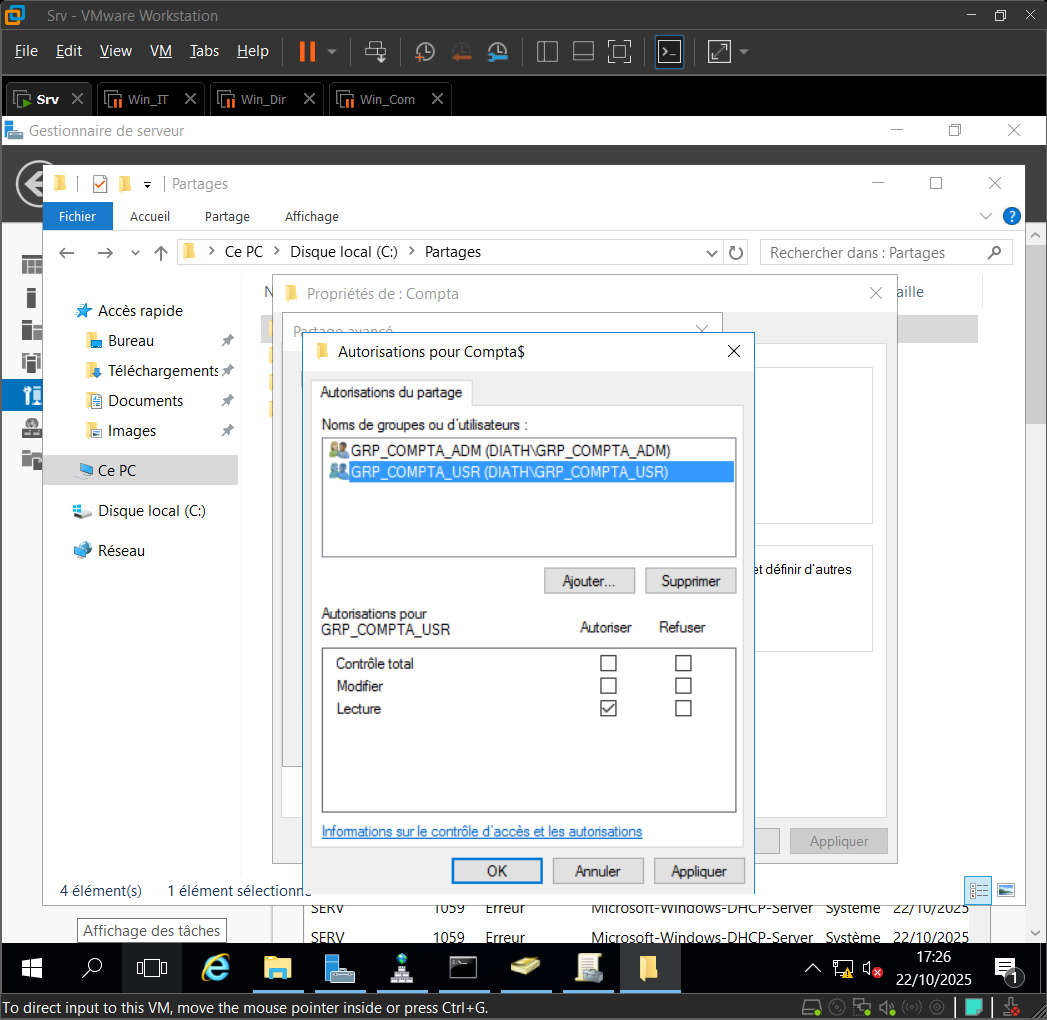 Srv - VMware Workstation
File Edit View VM Tabs Help
Srv Win_IT Win_Dir Win_Com
Gestionnaire de serveur
Partages
Fichier Accueil Partage Affichage
Ce PC Disque local (C:) Partages
Rechercher dans : Partages
Accès rapide
Bureau
Téléchargements
Documents
Images
Ce PC
Disque local (C:)
Réseau
N
aille
Propriétés de : Compta
Partage avancé
Autorisations pour Compta$
Autorisations du partage
Noms de groupes ou d'utilisateurs :
GRP_COMPTA_ADM (DIATH\GRP_COMPTA_ADM)
GRP_COMPTA_USR (DIATH\GRP_COMPTA_USR)
Ajouter... Supprimer
et définir d'autres
Autorisations pour
GRP_COMPTA_USR Autoriser Refuser
Contrôle total
Modifier
Lecture
Informations sur le contrôle d'accès et les autorisations
OK Annuler Appliquer
Appliquer
4 élément(s) 1 élément sélectionn
SERV 1059 Erreur Microsoft-Windows-DHCP-Server Système 22/10/2025
Affichage des tâches
SERV 1059 Erreur Microsoft-Windows-DHCP-Server Système 22/10/2025
17:26
22/10/2025
1
To direct input to this VM, move the mouse pointer inside or press Ctrl+G.